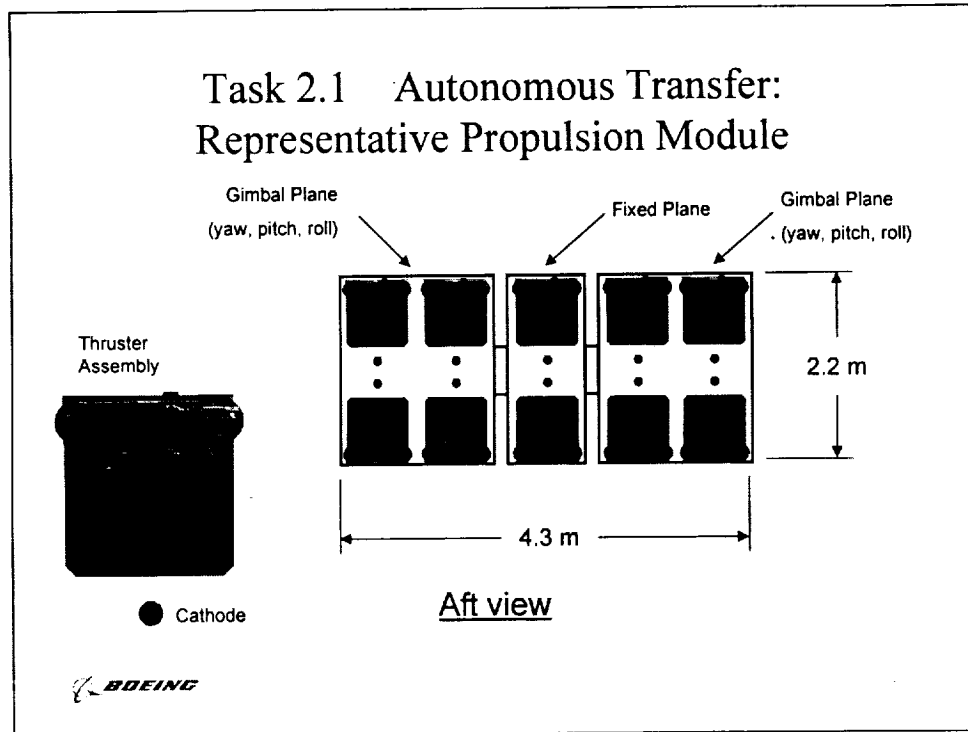 Task 2.1 Autonomous Transfer:
Representative Propulsion Module
Gimbal Plane
(yaw, pitch, roll)
Fixed Plane
Gimbal Plane
(yaw, pitch, roll)
Thruster
Assembly
2.2 m
4.3 m
Cathode
Aft view
BOEING